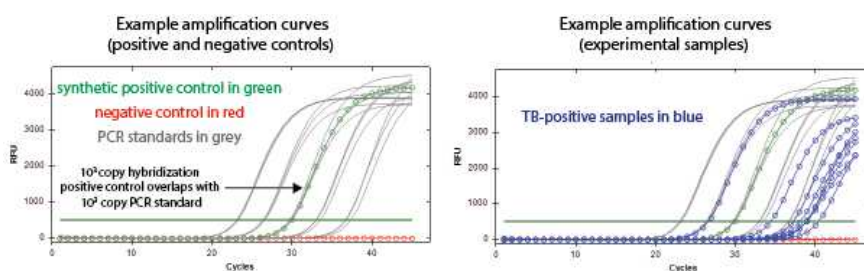 Example amplification curves
(positive and negative controls)
synthetic positive control in green
negative control in red
PCR standards in grey
10³ copy hybridization
positive control overlaps with
10³ copy PCR standard
RFU
4000
3000
2000
1000
0
0
10
20
30
40
Cycles
Example amplification curves
(experimental samples)
TB-positive samples in blue
RFU
4000
3000
2000
1000
0
0
10
20
30
40
Cycles